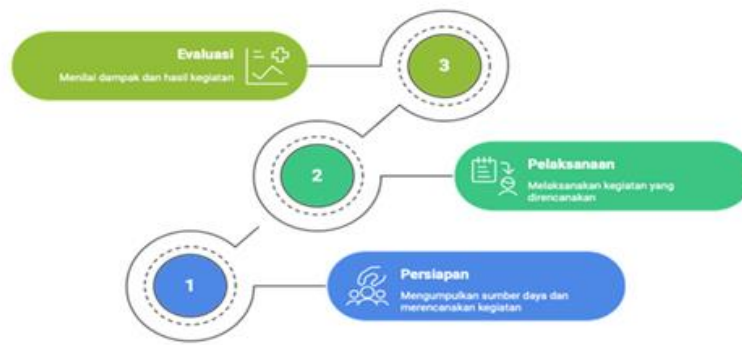 Evaluasi
Menilai dampak dan hasil kegiatan
3
2
Pelaksanaan
Melaksanakan kegiatan yang
direncanakan
1
Persiapan
Mengumpulkan sumber daya dan
merencanakan kegiatan